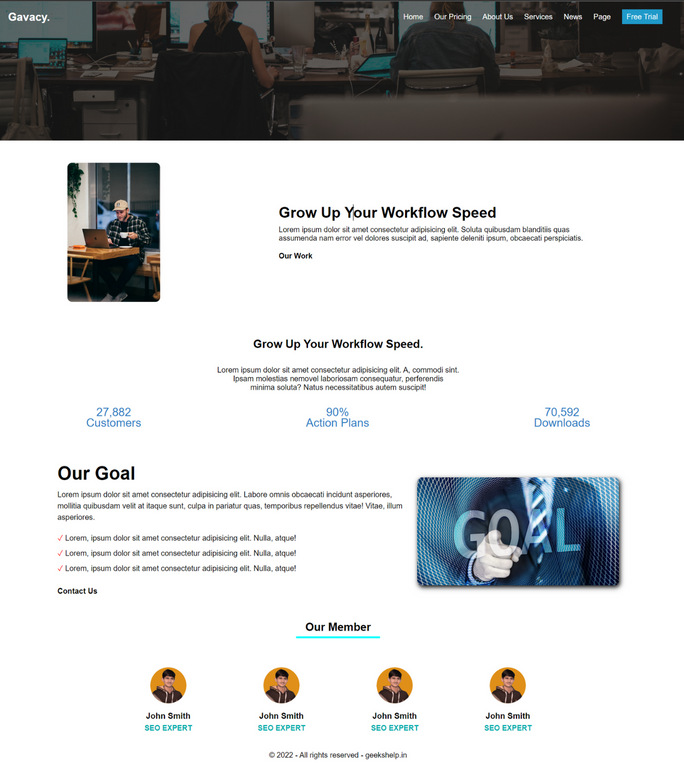 Gavacy.
Home Our Pricing About Us Services News Page Free Trial
Grow Up Your Workflow Speed
Lorem ipsum dolor sit amet consectetur adipisicing elit. Soluta quibusdam blanditiis quas
assumenda nam error vel dolores suscipit ad, sapiente deleniti ipsum, obcaecati perspiciatis.
Our Work
Grow Up Your Workflow Speed.
Lorem ipsum dolor sit amet consectetur adipisicing elit. A, commodi sint.
Ipsam molestias nemovel laboriosam consequatur, perferendis
minima soluta? Natus necessitatibus autem suscipit!
27,882
Customers
90%
Action Plans
70,592
Downloads
Our Goal
Lorem ipsum dolor sit amet consectetur adipisicing elit. Labore omnis obcaecati incidunt asperiores,
mollitia quibusdam velit at itaque sunt, culpa in pariatur quas, temporibus repellendus vitae! Vitae, illum
asperiores.
✓ Lorem, ipsum dolor sit amet consectetur adipisicing elit. Nulla, atque!
✓ Lorem, ipsum dolor sit amet consectetur adipisicing elit. Nulla, atque!
✓ Lorem, ipsum dolor sit amet consectetur adipisicing elit. Nulla, atque!
Contact Us
GOAL
Our Member
John Smith
SEO EXPERT
John Smith
SEO EXPERT
John Smith
SEO EXPERT
John Smith
SEO EXPERT
© 2022 - All rights reserved - geekshelp.in